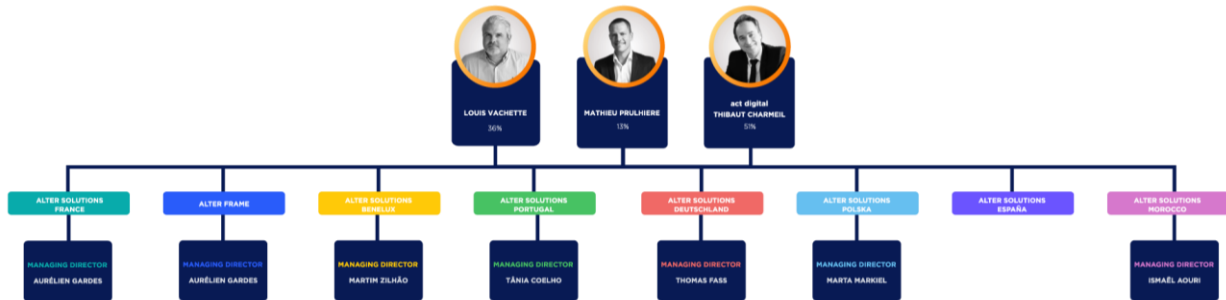 LOUIS VACHETTE
36%
MATHIEU PRULHIERE
13%
act digital
THIBAUT CHARMEIL
51%
ALTER SOLUTIONS
FRANCE
ALTER FRAME
ALTER SOLUTIONS
BENELUX
ALTER SOLUTIONS
PORTUGAL
ALTER SOLUTIONS
DEUTSCHLAND
ALTER SOLUTIONS
POLSKA
ALTER SOLUTIONS
ESPAÑA
ALTER SOLUTIONS
MOROCCO
MANAGING DIRECTOR
AURÉLIEN GARDES
MANAGING DIRECTOR
AURÉLIEN GARDES
MANAGING DIRECTOR
MARTIM ZILHÃO
MANAGING DIRECTOR
TÂNIA COELHO
MANAGING DIRECTOR
THOMAS FASS
MANAGING DIRECTOR
MARTA MARKIEL
MANAGING DIRECTOR
ISMAËL AOURI